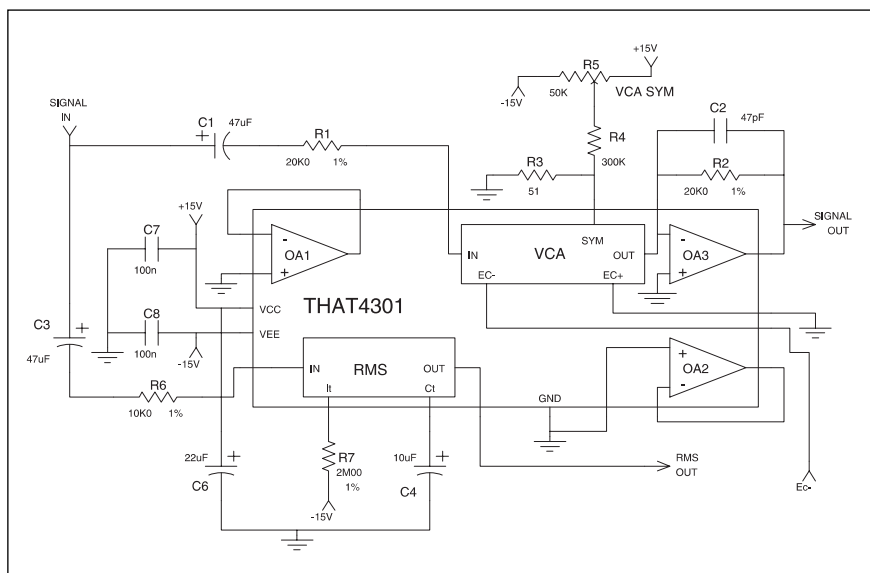 +15V
R5
50K
-15V
VCA SYM
SIGNAL
IN
C1
+
47uF
R1
20K0 1%
R4
300K
R3
51
C2
47pF
R2
20K0 1%
+15V
C7
100n
-
+
OA1
SYM
IN
VCA
OUT
EC-
EC+
-
+
OA3
SIGNAL
OUT
VCC
THAT4301
VEE
C8
100n
-15V
C3
+
47uF
IN
RMS
OUT
It
Ct
+
-
OA2
GND
R6
10K0 1%
22uF
+
C6
R7
2M00
1%
-15V
10uF
+
C4
RMS
OUT
Ec-